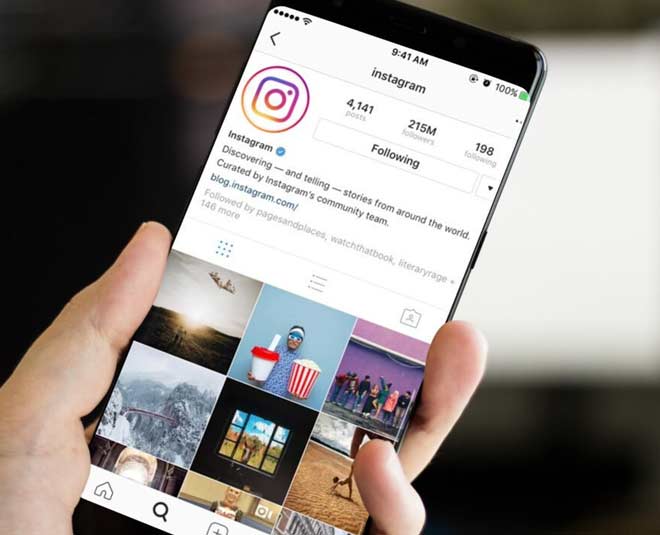 9:41 AM
100%
instagram
4,141
posts
215M
followers
198
following
Following
Instagram
Discovering — and telling — stories from around the world.
Curated by Instagram's community team.
blog.instagram.com/
Followed by pagesandplaces, watchthatbook, literaryrage +
146 more